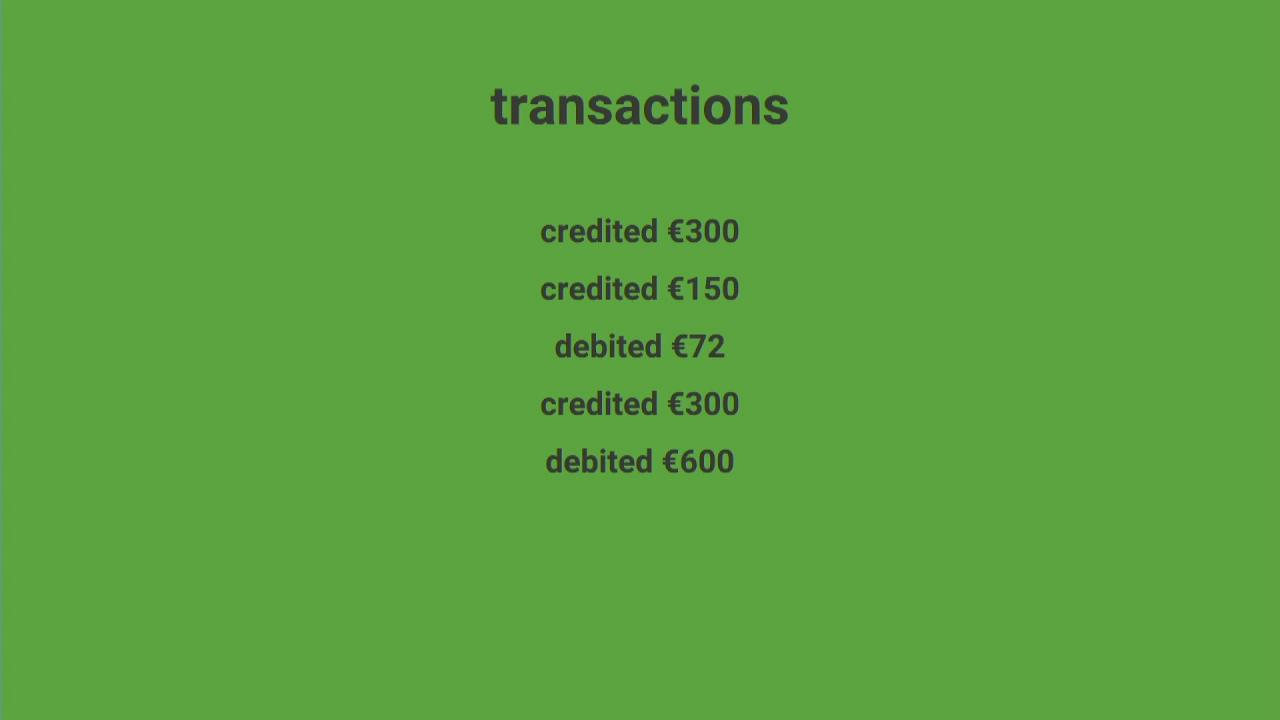 transactions
credited €300
credited €150
debited €72
credited €300
debited €600